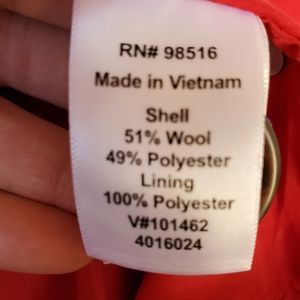 RN# 98516
Made in Vietnam
Shell
51% Wool
49% Polyester
Lining
100% Polyester
V#101462
4016024